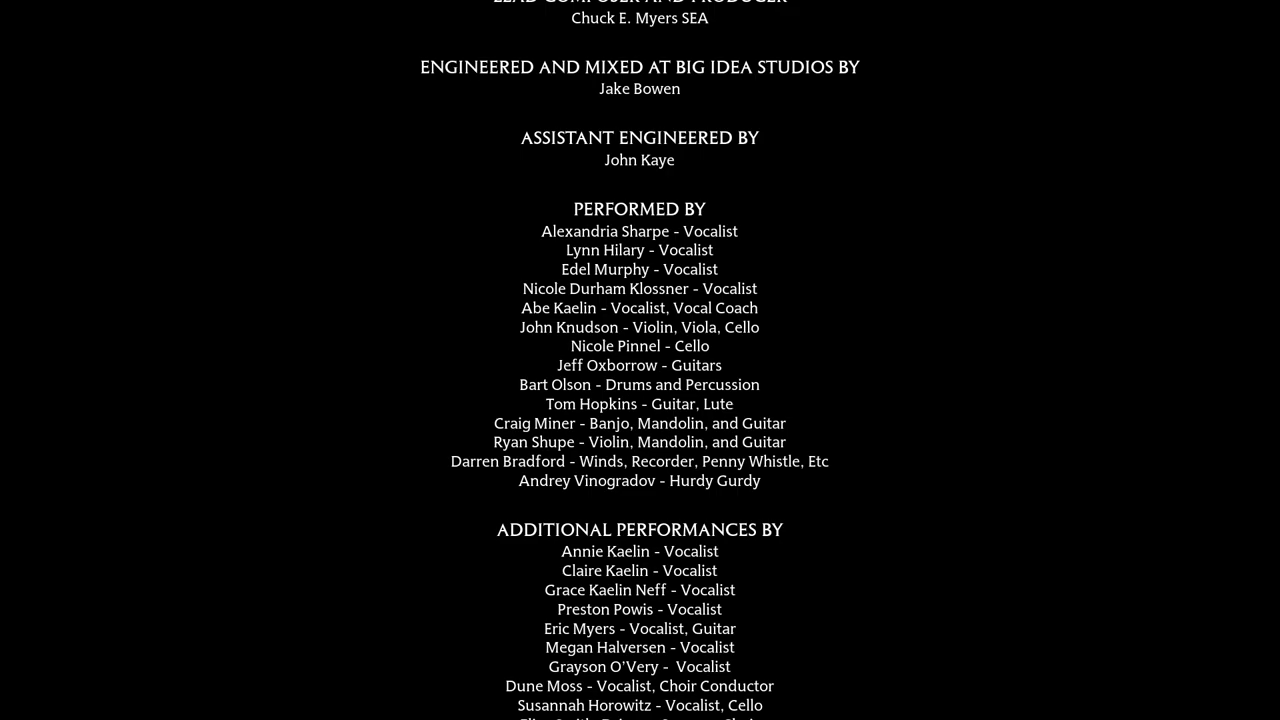 LEAD COMPOSER AND PRODUCER
Chuck E. Myers SEA
ENGINEERED AND MIXED AT BIG IDEA STUDIOS BY
Jake Bowen
ASSISTANT ENGINEERED BY
John Kaye
PERFORMED BY
Alexandria Sharpe - Vocalist
Lynn Hilary - Vocalist
Edel Murphy - Vocalist
Nicole Durham Klossner - Vocalist
Abe Kaelin - Vocalist, Vocal Coach
John Knudson - Violin, Viola, Cello
Nicole Pinnel - Cello
Jeff Oxborrow - Guitars
Bart Olson - Drums and Percussion
Tom Hopkins - Guitar, Lute
Craig Miner - Banjo, Mandolin, and Guitar
Ryan Shupe - Violin, Mandolin, and Guitar
Darren Bradford - Winds, Recorder, Penny Whistle, Etc
Andrey Vinogradov - Hurdy Gurdy
ADDITIONAL PERFORMANCES BY
Annie Kaelin - Vocalist
Claire Kaelin - Vocalist
Grace Kaelin Neff - Vocalist
Preston Powis - Vocalist
Eric Myers - Vocalist, Guitar
Megan Halversen - Vocalist
Grayson O’Very -  Vocalist
Dune Moss - Vocalist, Choir Conductor
Susannah Horowitz - Vocalist, Cello